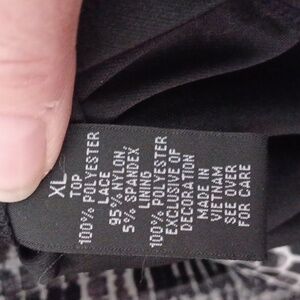 XL
TOP
100% POLYESTER
LACE
95% NYLON,
5% SPANDEX
LINING
100% POLYESTER
EXCLUSIVE OF
DECORATION
MADE IN
VIETNAM
SEE OVER
FOR CARE